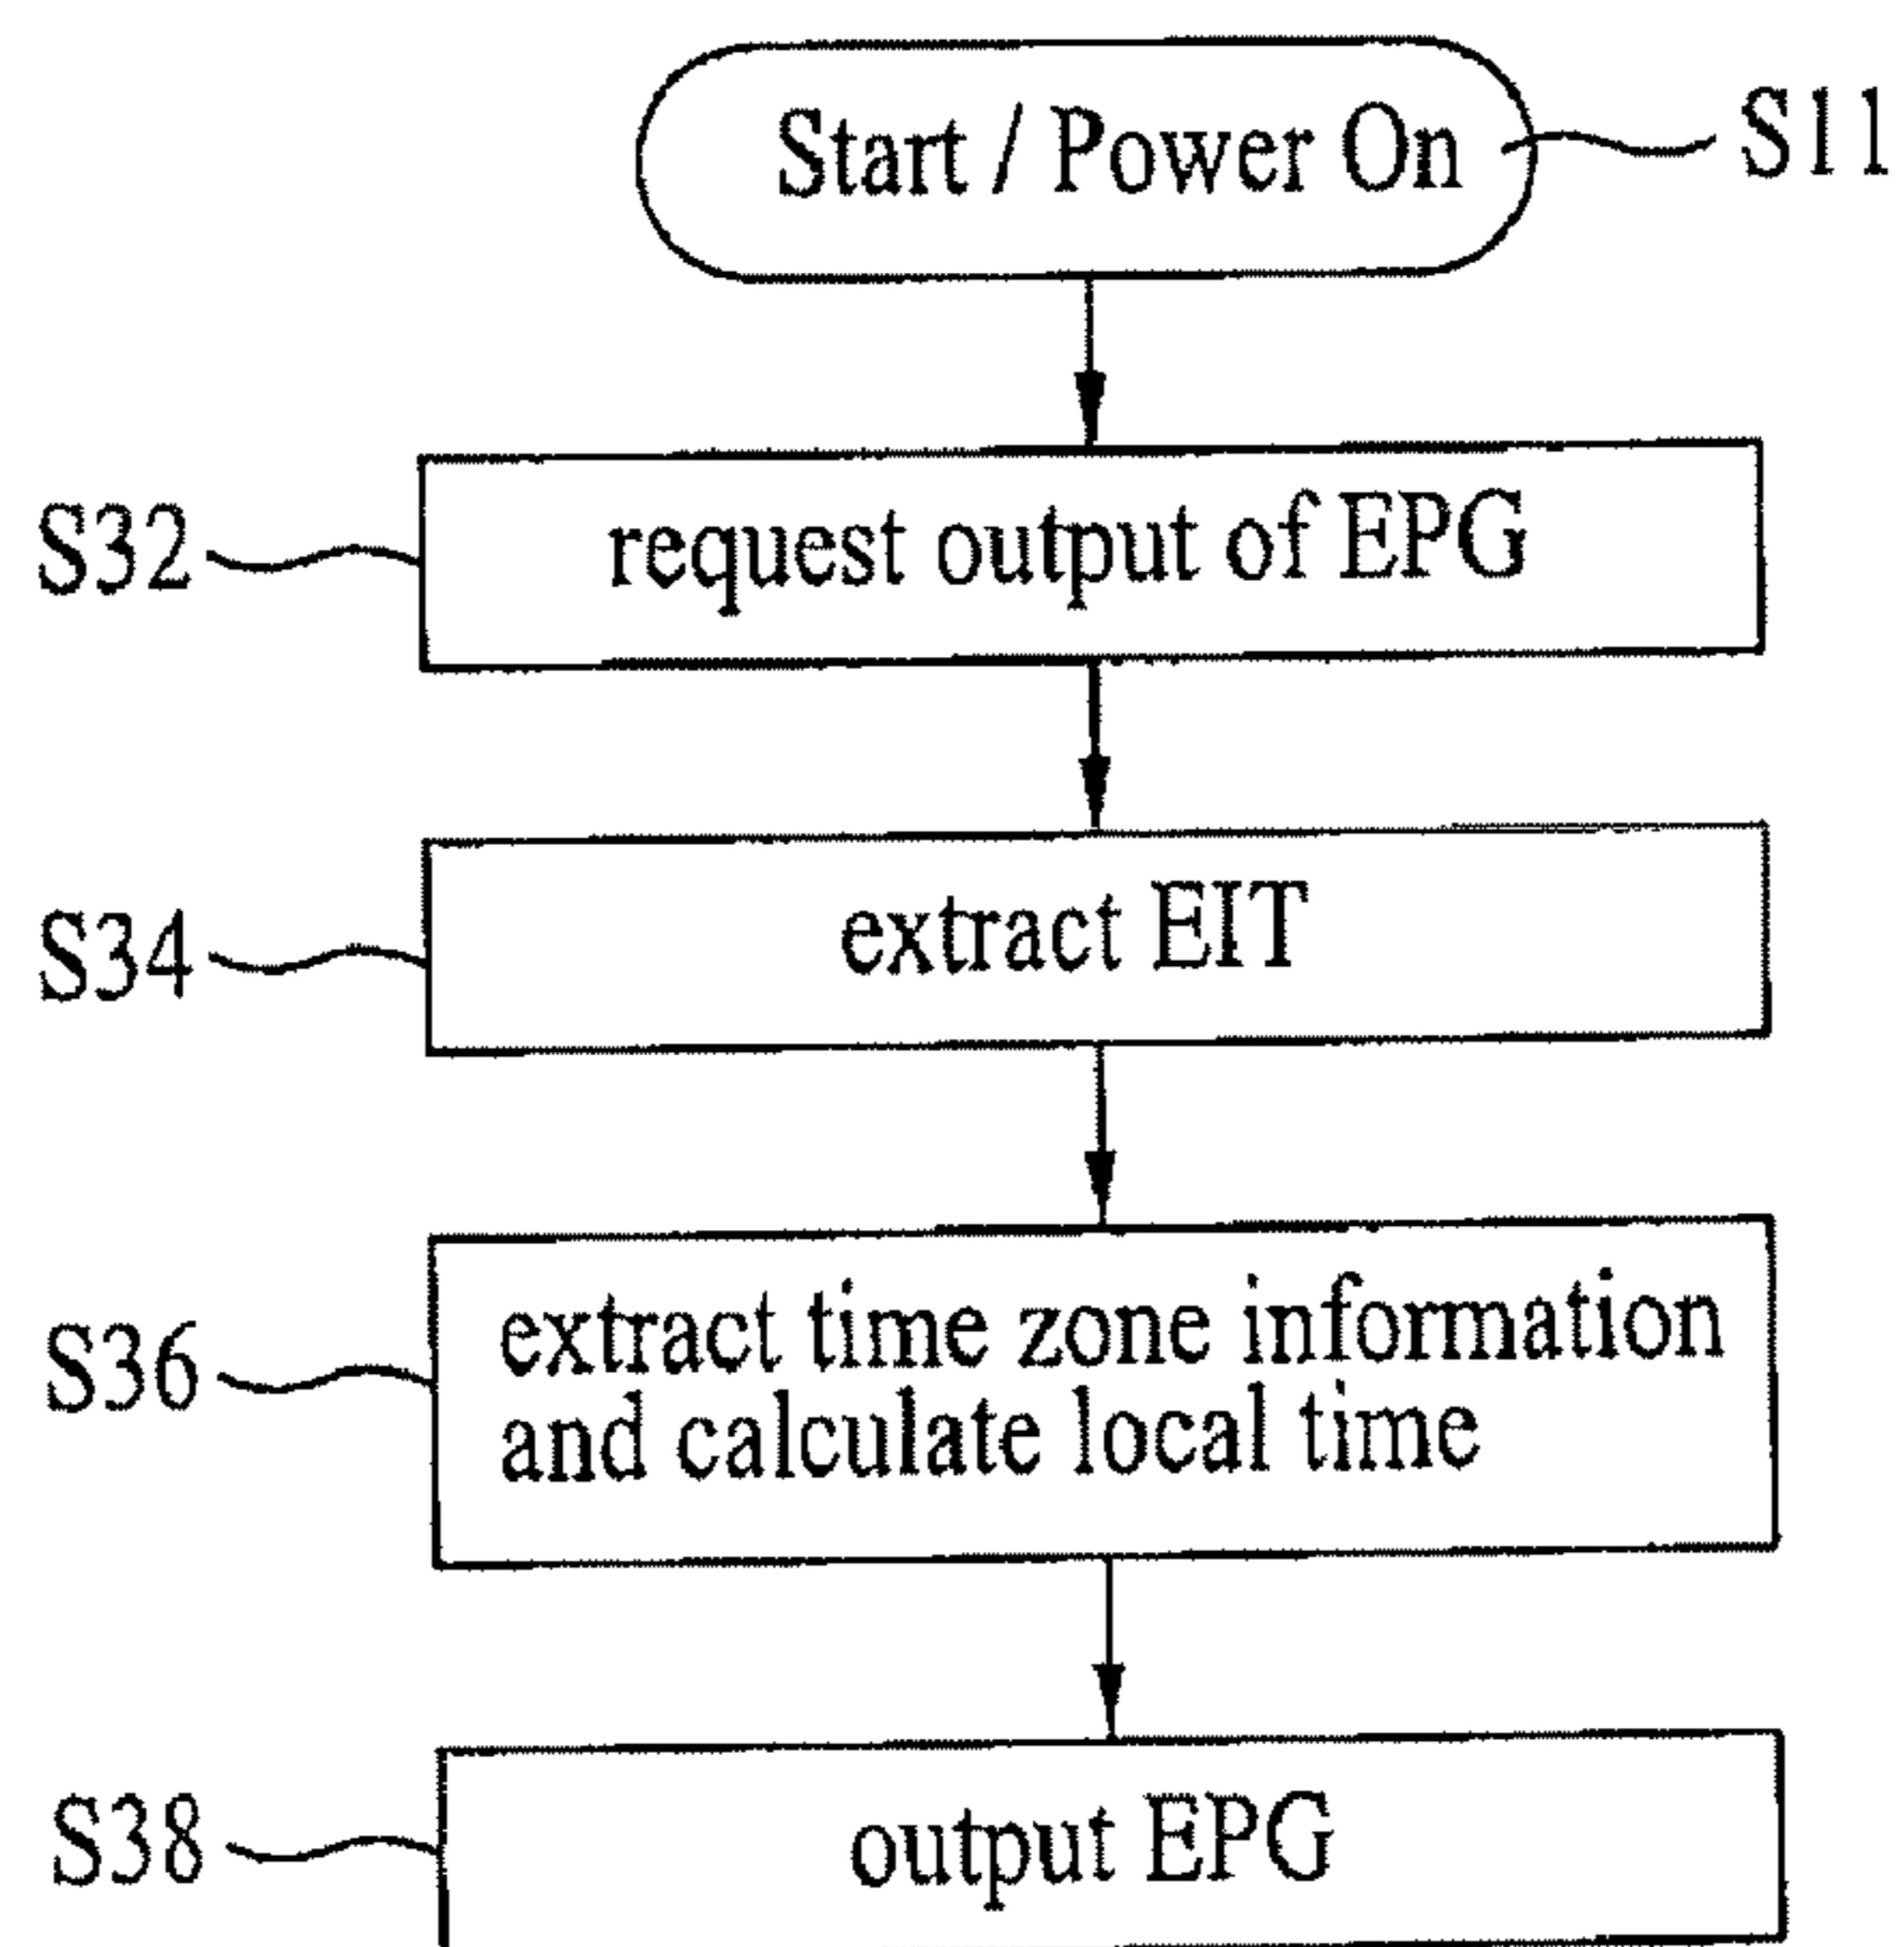 Start / Power On
S11
S32
request output of EPG
S34
extract EIT
S36
extract time zone information
and calculate local time
S38
output EPG